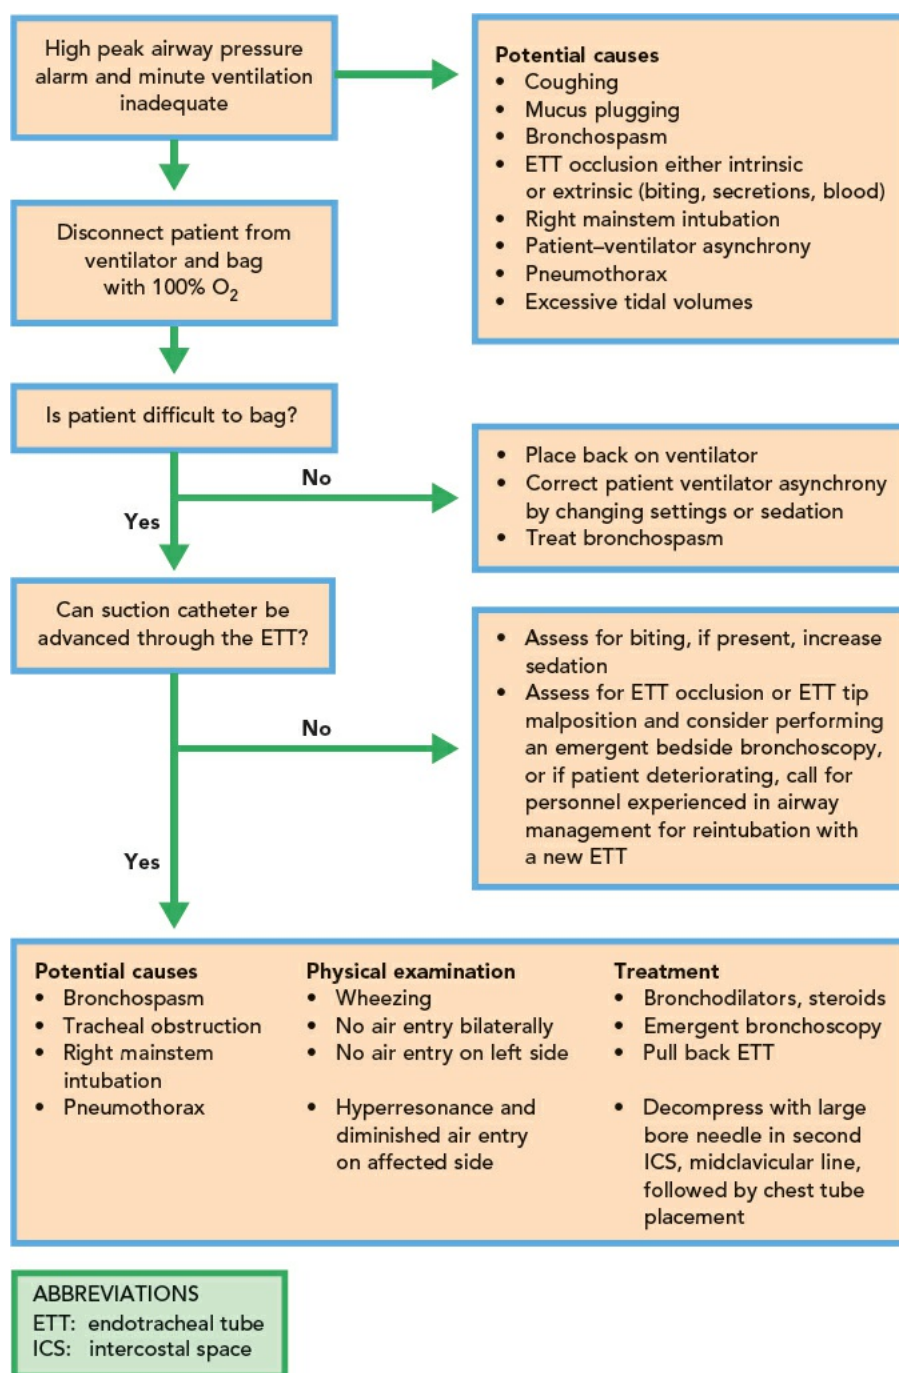 High peak airway pressure
alarm and minute ventilation
inadequate
Potential causes
• Coughing
• Mucus plugging
• Bronchospasm
• ETT occlusion either intrinsic
or extrinsic (biting, secretions, blood)
• Right mainstem intubation
• Patient–ventilator asynchrony
• Pneumothorax
• Excessive tidal volumes
Disconnect patient from
ventilator and bag
with 100% O2
Is patient difficult to bag?
No
Yes
• Place back on ventilator
• Correct patient ventilator asynchrony
by changing settings or sedation
• Treat bronchospasm
Can suction catheter be
advanced through the ETT?
No
Yes
• Assess for biting, if present, increase
sedation
• Assess for ETT occlusion or ETT tip
malposition and consider performing
an emergent bedside bronchoscopy,
or if patient deteriorating, call for
personnel experienced in airway
management for reintubation with
a new ETT
Potential causes
• Bronchospasm
• Tracheal obstruction
• Right mainstem
intubation
• Pneumothorax
Physical examination
• Wheezing
• No air entry bilaterally
• No air entry on left side
• Hyperresonance and
diminished air entry
on affected side
Treatment
• Bronchodilators, steroids
• Emergent bronchoscopy
• Pull back ETT
• Decompress with large
bore needle in second
ICS, midclavicular line,
followed by chest tube
placement
ABBREVIATIONS
ETT: endotracheal tube
ICS: intercostal space